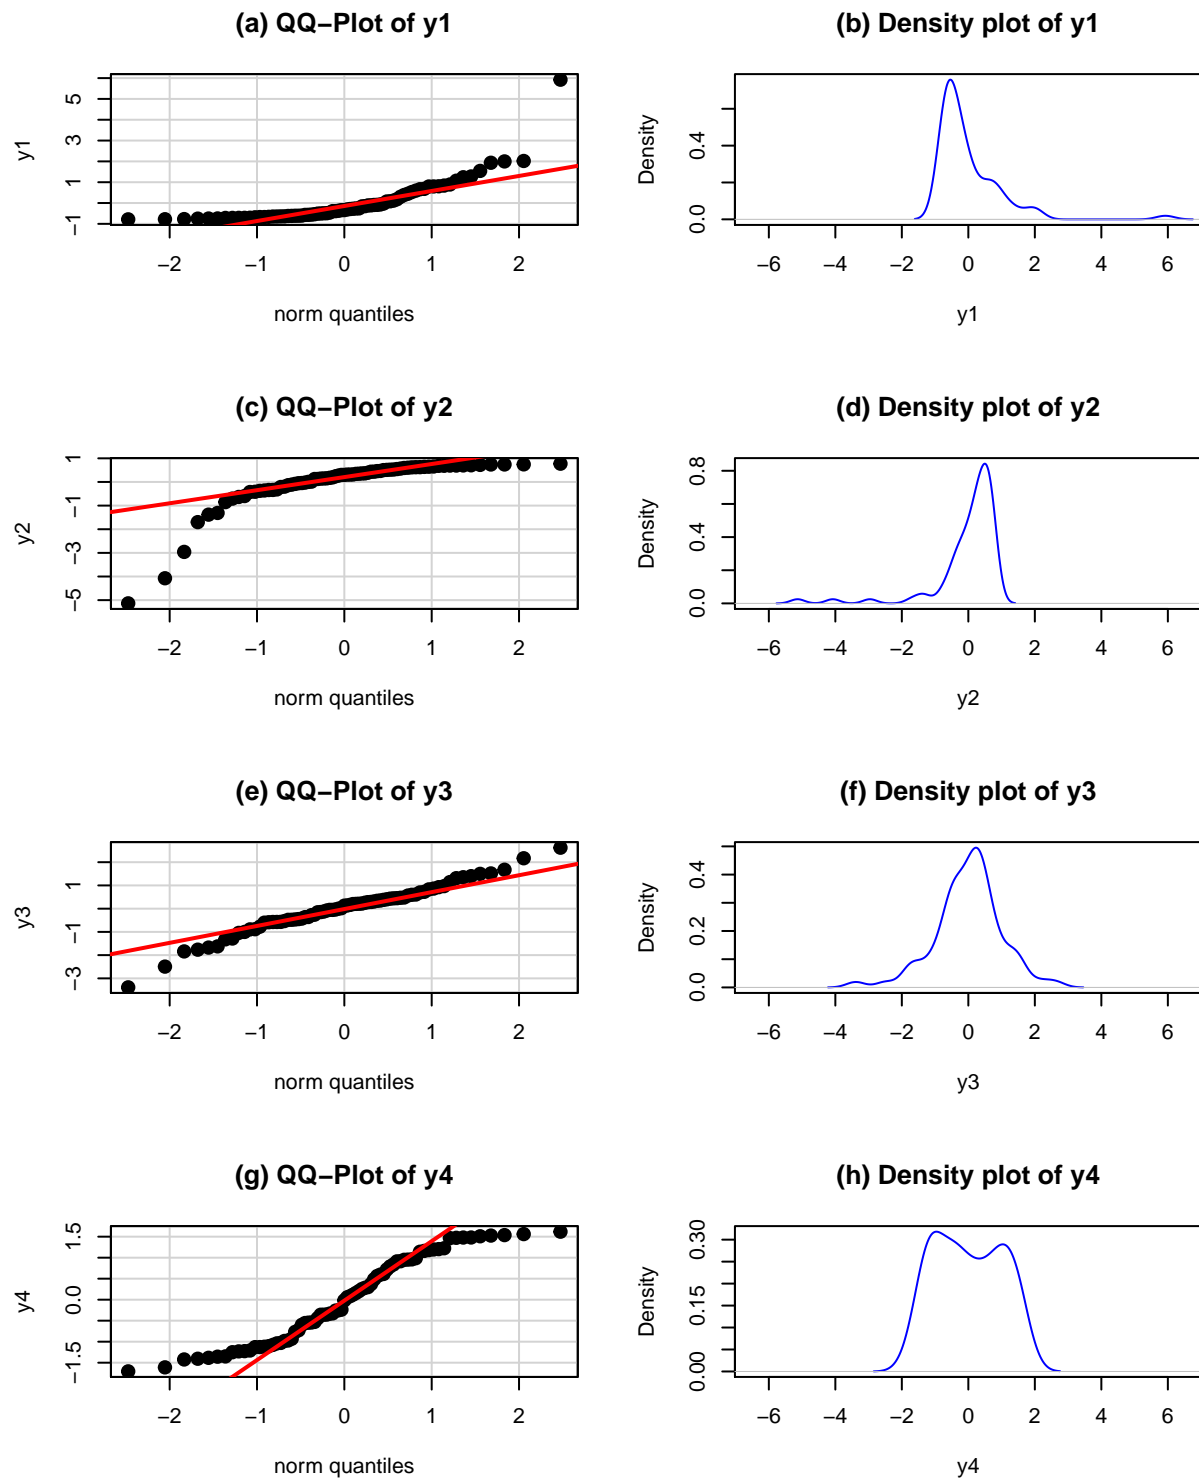 (a) QQ−Plot of y1
y1
−1 1 3 5
−2 −1 0 1 2
norm quantiles
(b) Density plot of y1
Density
0.0 0.4
−6 −4 −2 0 2 4 6
y1
(c) QQ−Plot of y2
y2
−5 −3 −1 1
−2 −1 0 1 2
norm quantiles
(d) Density plot of y2
Density
0.0 0.4 0.8
−6 −4 −2 0 2 4 6
y2
(e) QQ−Plot of y3
y3
−3 −1 1
−2 −1 0 1 2
norm quantiles
(f) Density plot of y3
Density
0.0 0.2 0.4
−6 −4 −2 0 2 4 6
y3
(g) QQ−Plot of y4
y4
−1.5 0.0 1.5
−2 −1 0 1 2
norm quantiles
(h) Density plot of y4
Density
0.00 0.15 0.30
−6 −4 −2 0 2 4 6
y4